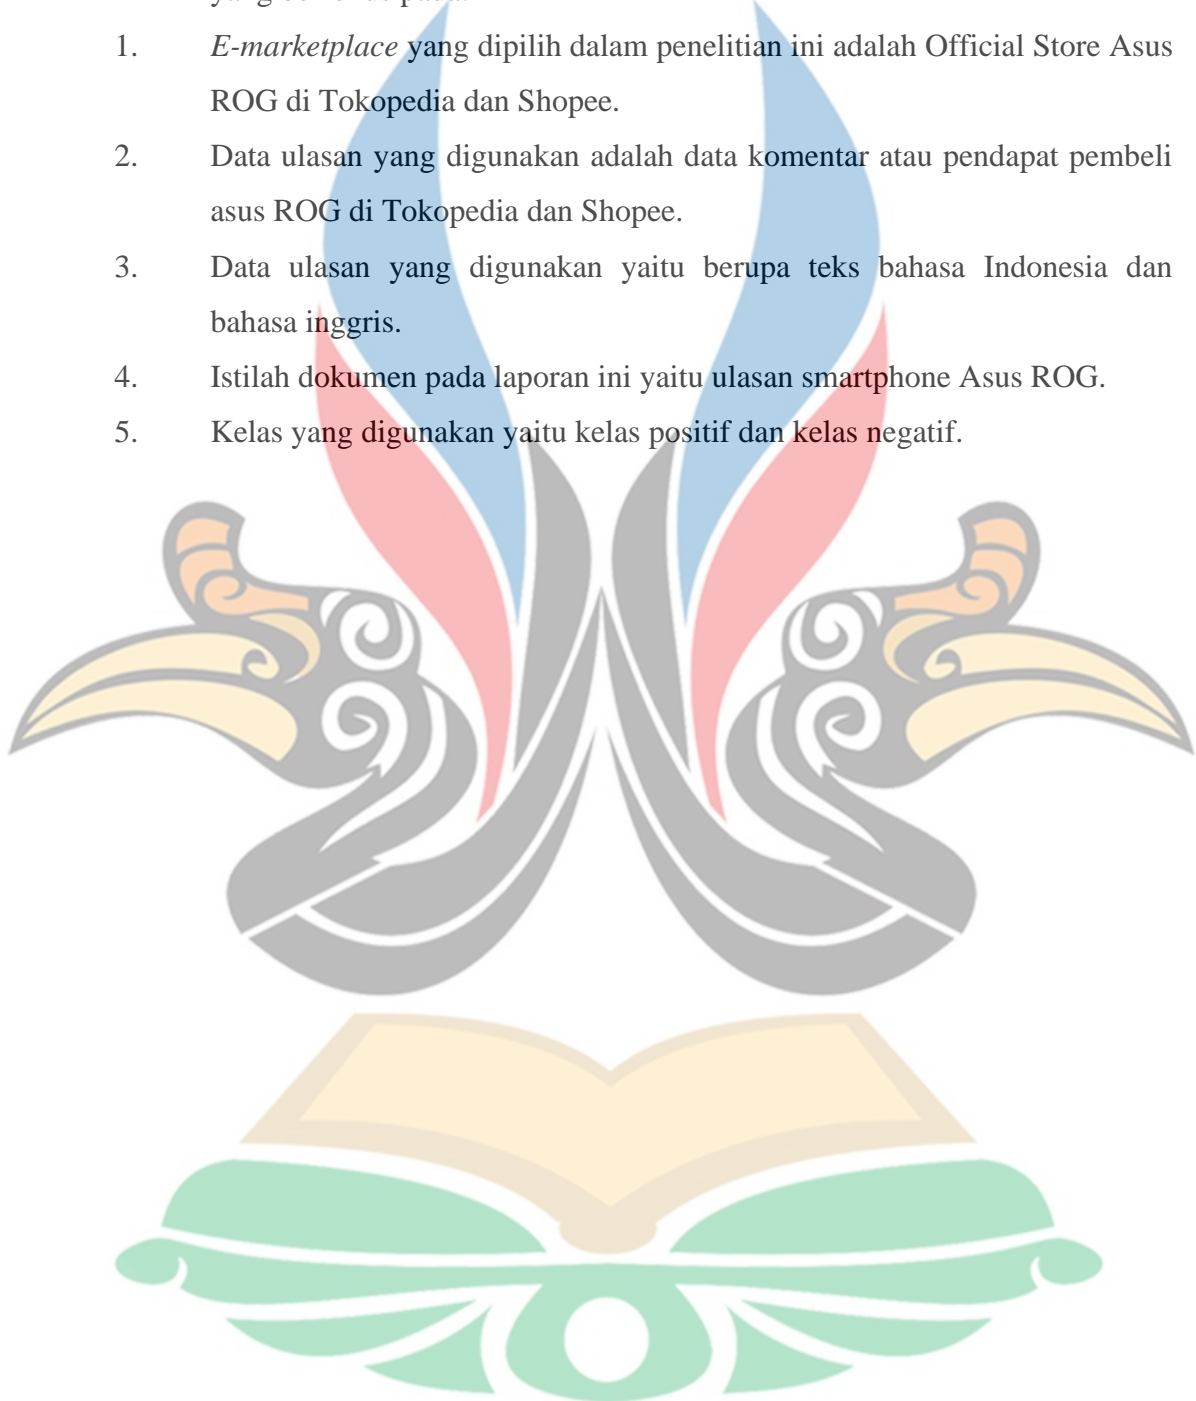 1. E-marketplace yang dipilih dalam penelitian ini adalah Official Store Asus
ROG di Tokopedia dan Shopee.
2. Data ulasan yang digunakan adalah data komentar atau pendapat pembeli
asus ROG di Tokopedia dan Shopee.
3. Data ulasan yang digunakan yaitu berupa teks bahasa Indonesia dan
bahasa inggris.
4. Istilah dokumen pada laporan ini yaitu ulasan smartphone Asus ROG.
5. Kelas yang digunakan yaitu kelas positif dan kelas negatif.